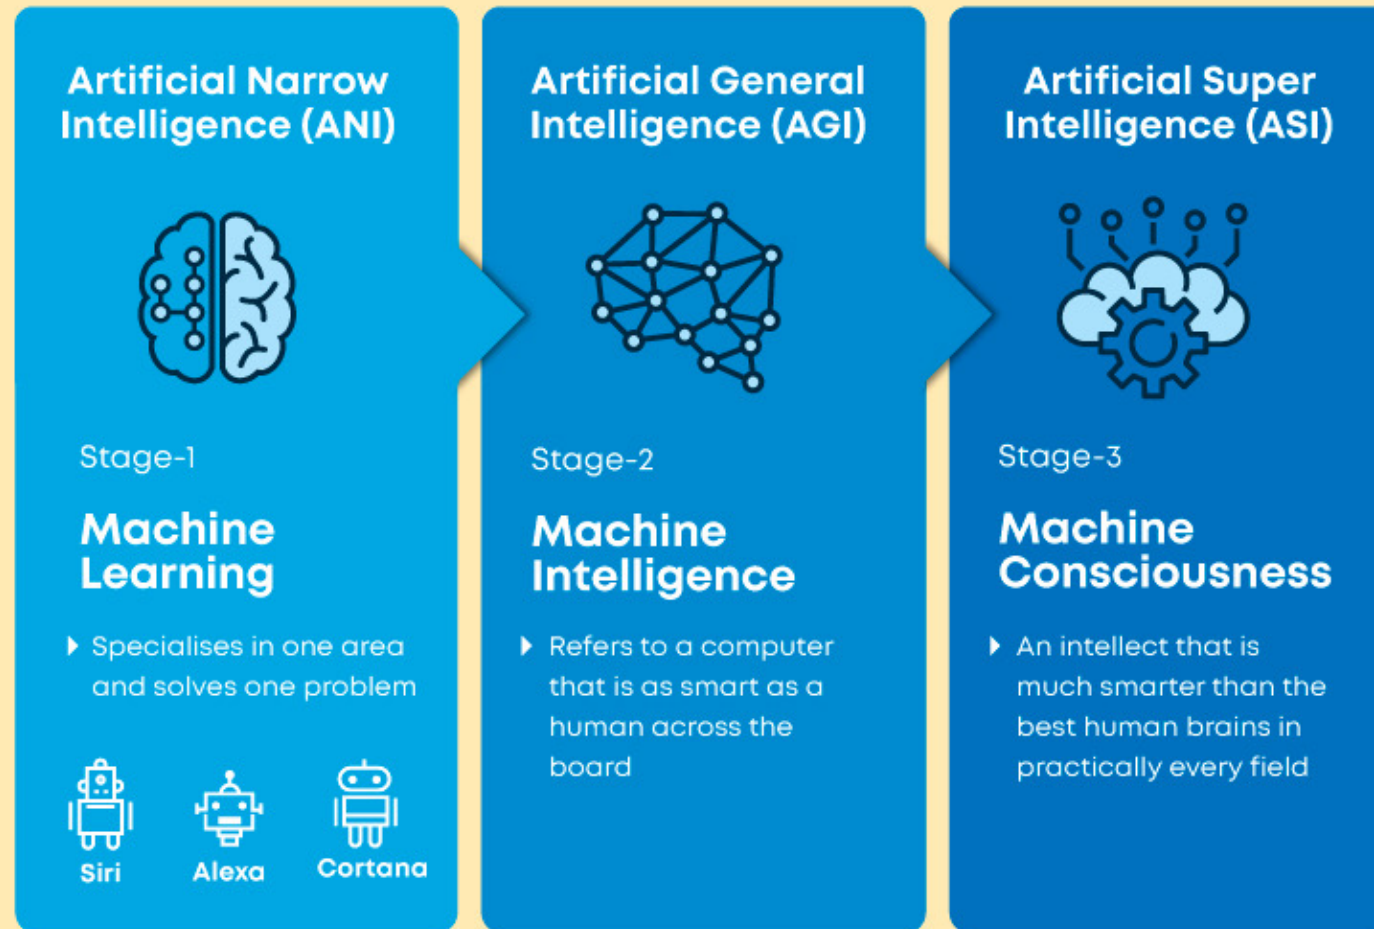 Artificial Narrow
Intelligence (ANI)
Stage-1
Machine
Learning
Specialises in one area
and solves one problem
Siri
Alexa
Cortana
Artificial General
Intelligence (AGI)
Stage-2
Machine
Intelligence
Refers to a computer
that is as smart as a
human across the
board
Artificial Super
Intelligence (ASI)
Stage-3
Machine
Consciousness
An intellect that is
much smarter than the
best human brains in
practically every field